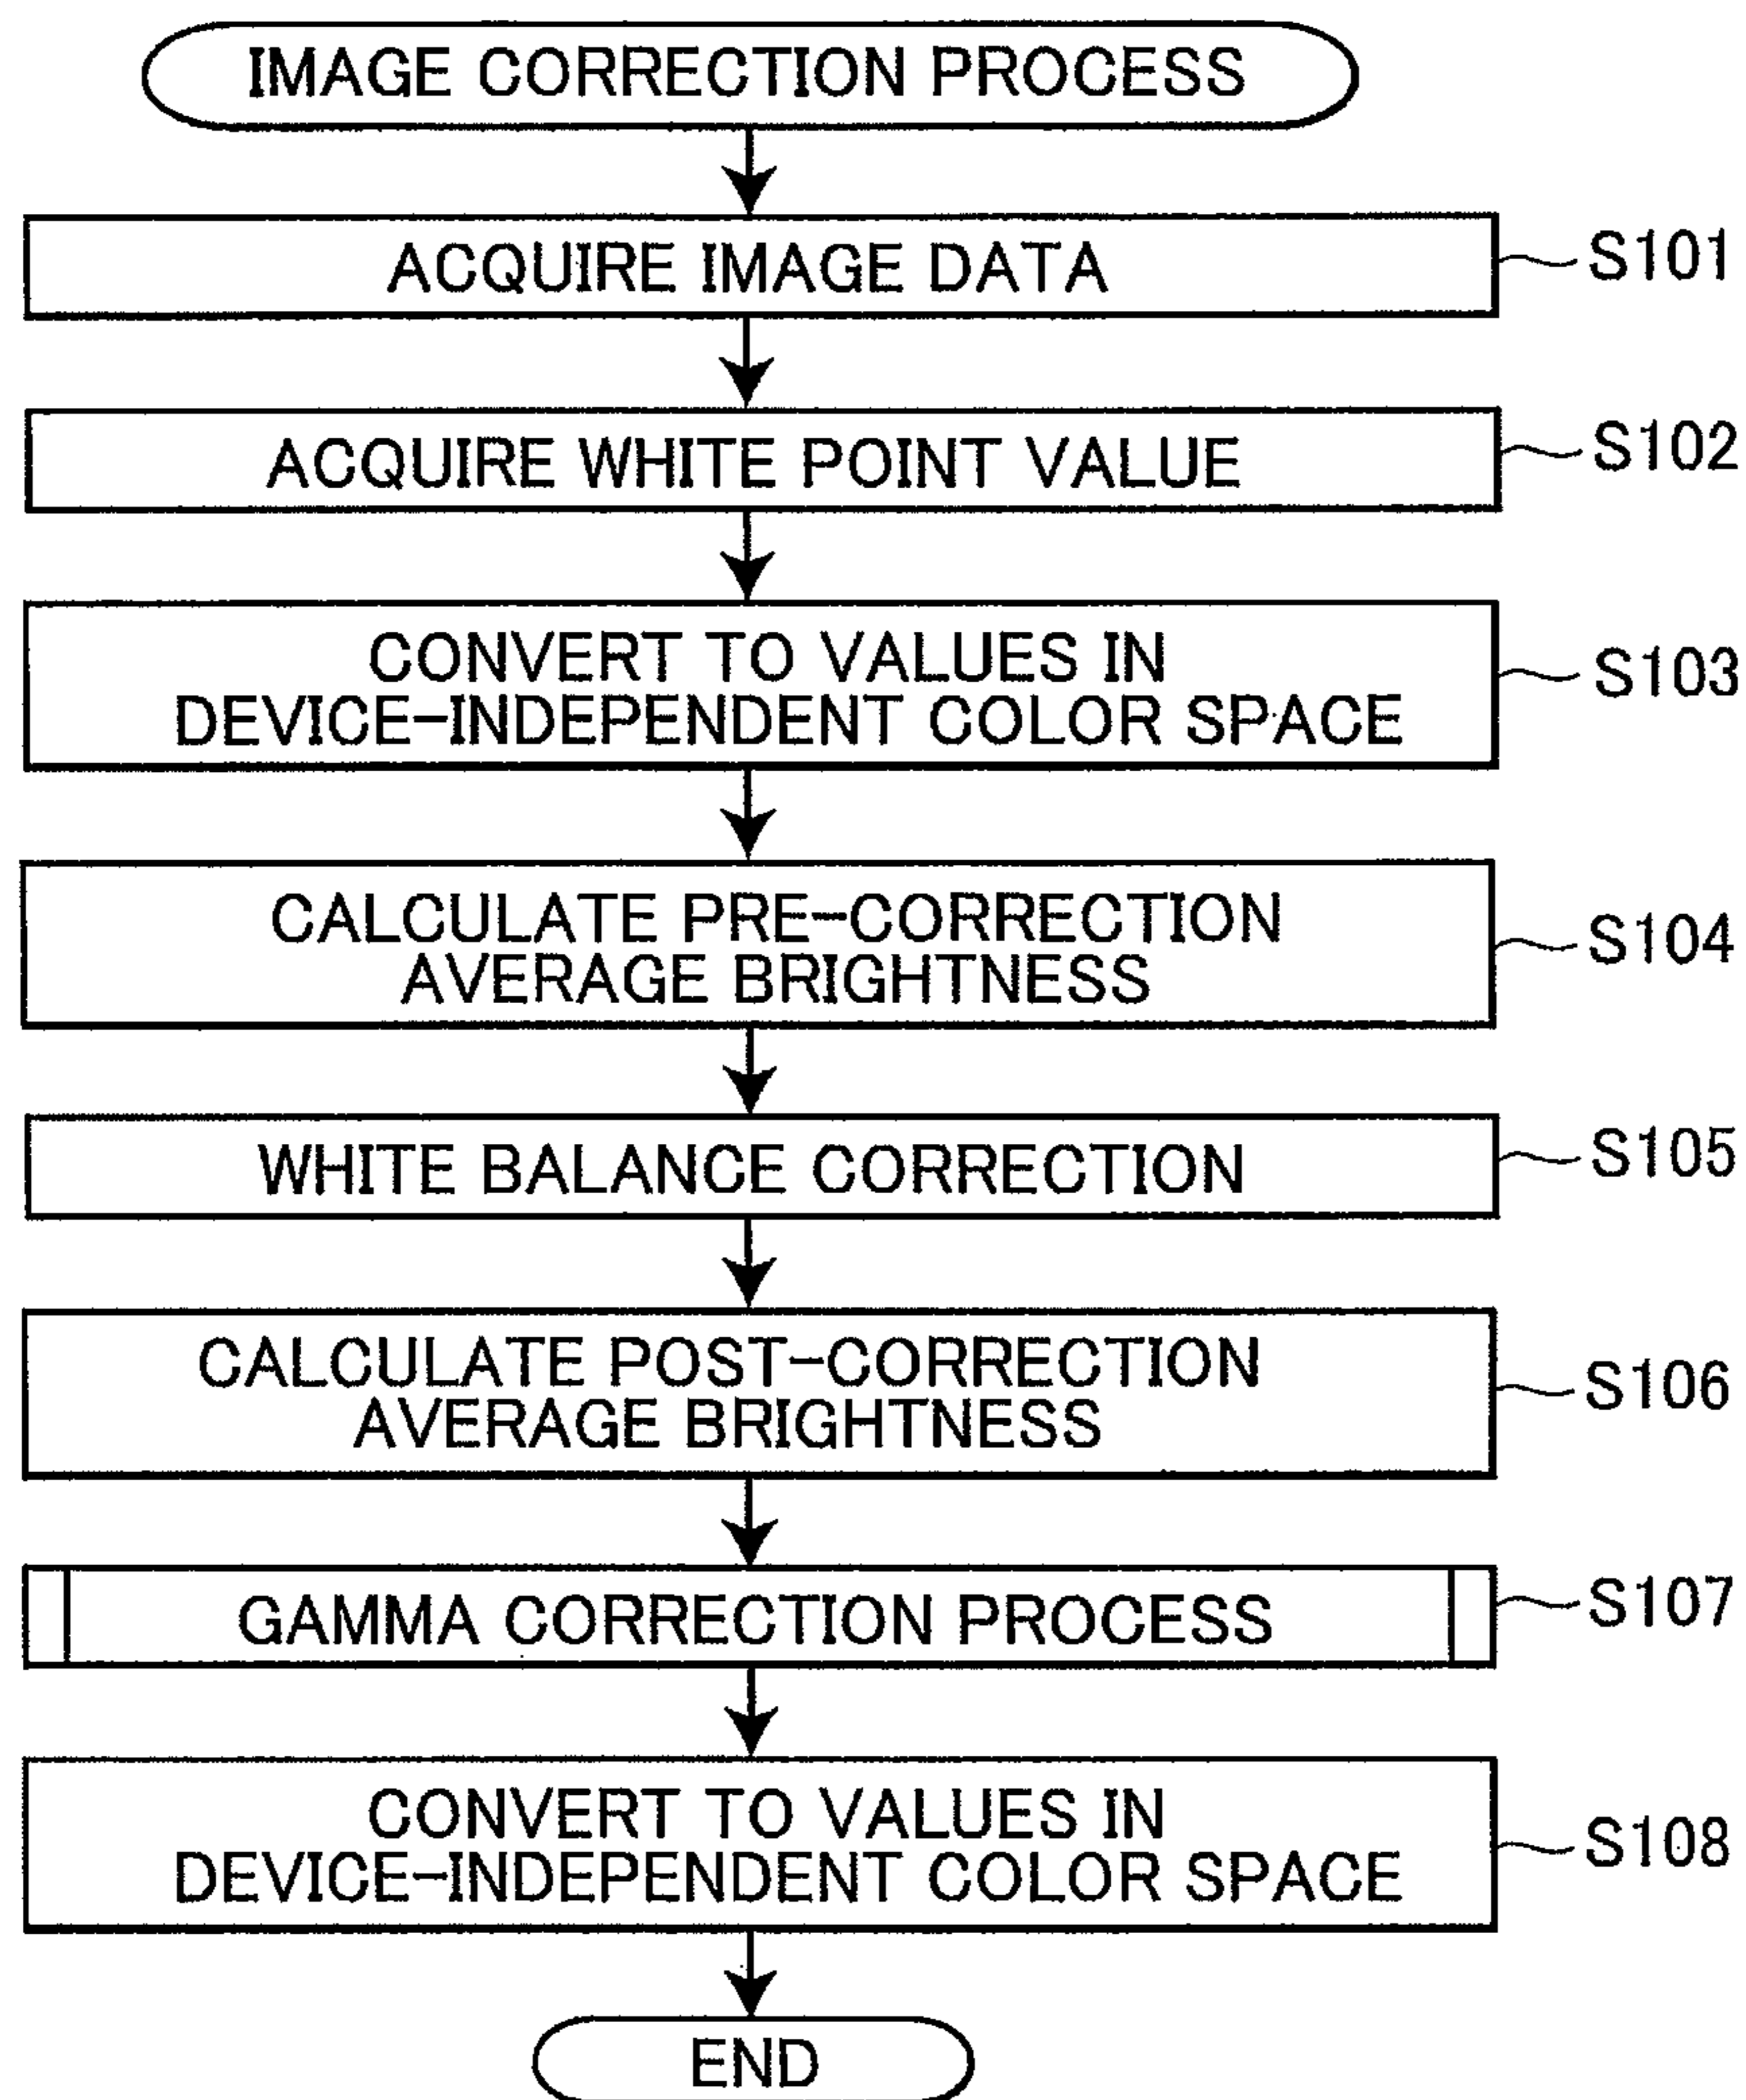 IMAGE CORRECTION PROCESS
ACQUIRE IMAGE DATA
S101
ACQUIRE WHITE POINT VALUE
S102
CONVERT TO VALUES IN
DEVICE-INDEPENDENT COLOR SPACE
S103
CALCULATE PRE-CORRECTION
AVERAGE BRIGHTNESS
S104
WHITE BALANCE CORRECTION
S105
CALCULATE POST-CORRECTION
AVERAGE BRIGHTNESS
S106
GAMMA CORRECTION PROCESS
S107
CONVERT TO VALUES IN
DEVICE-INDEPENDENT COLOR SPACE
S108
END